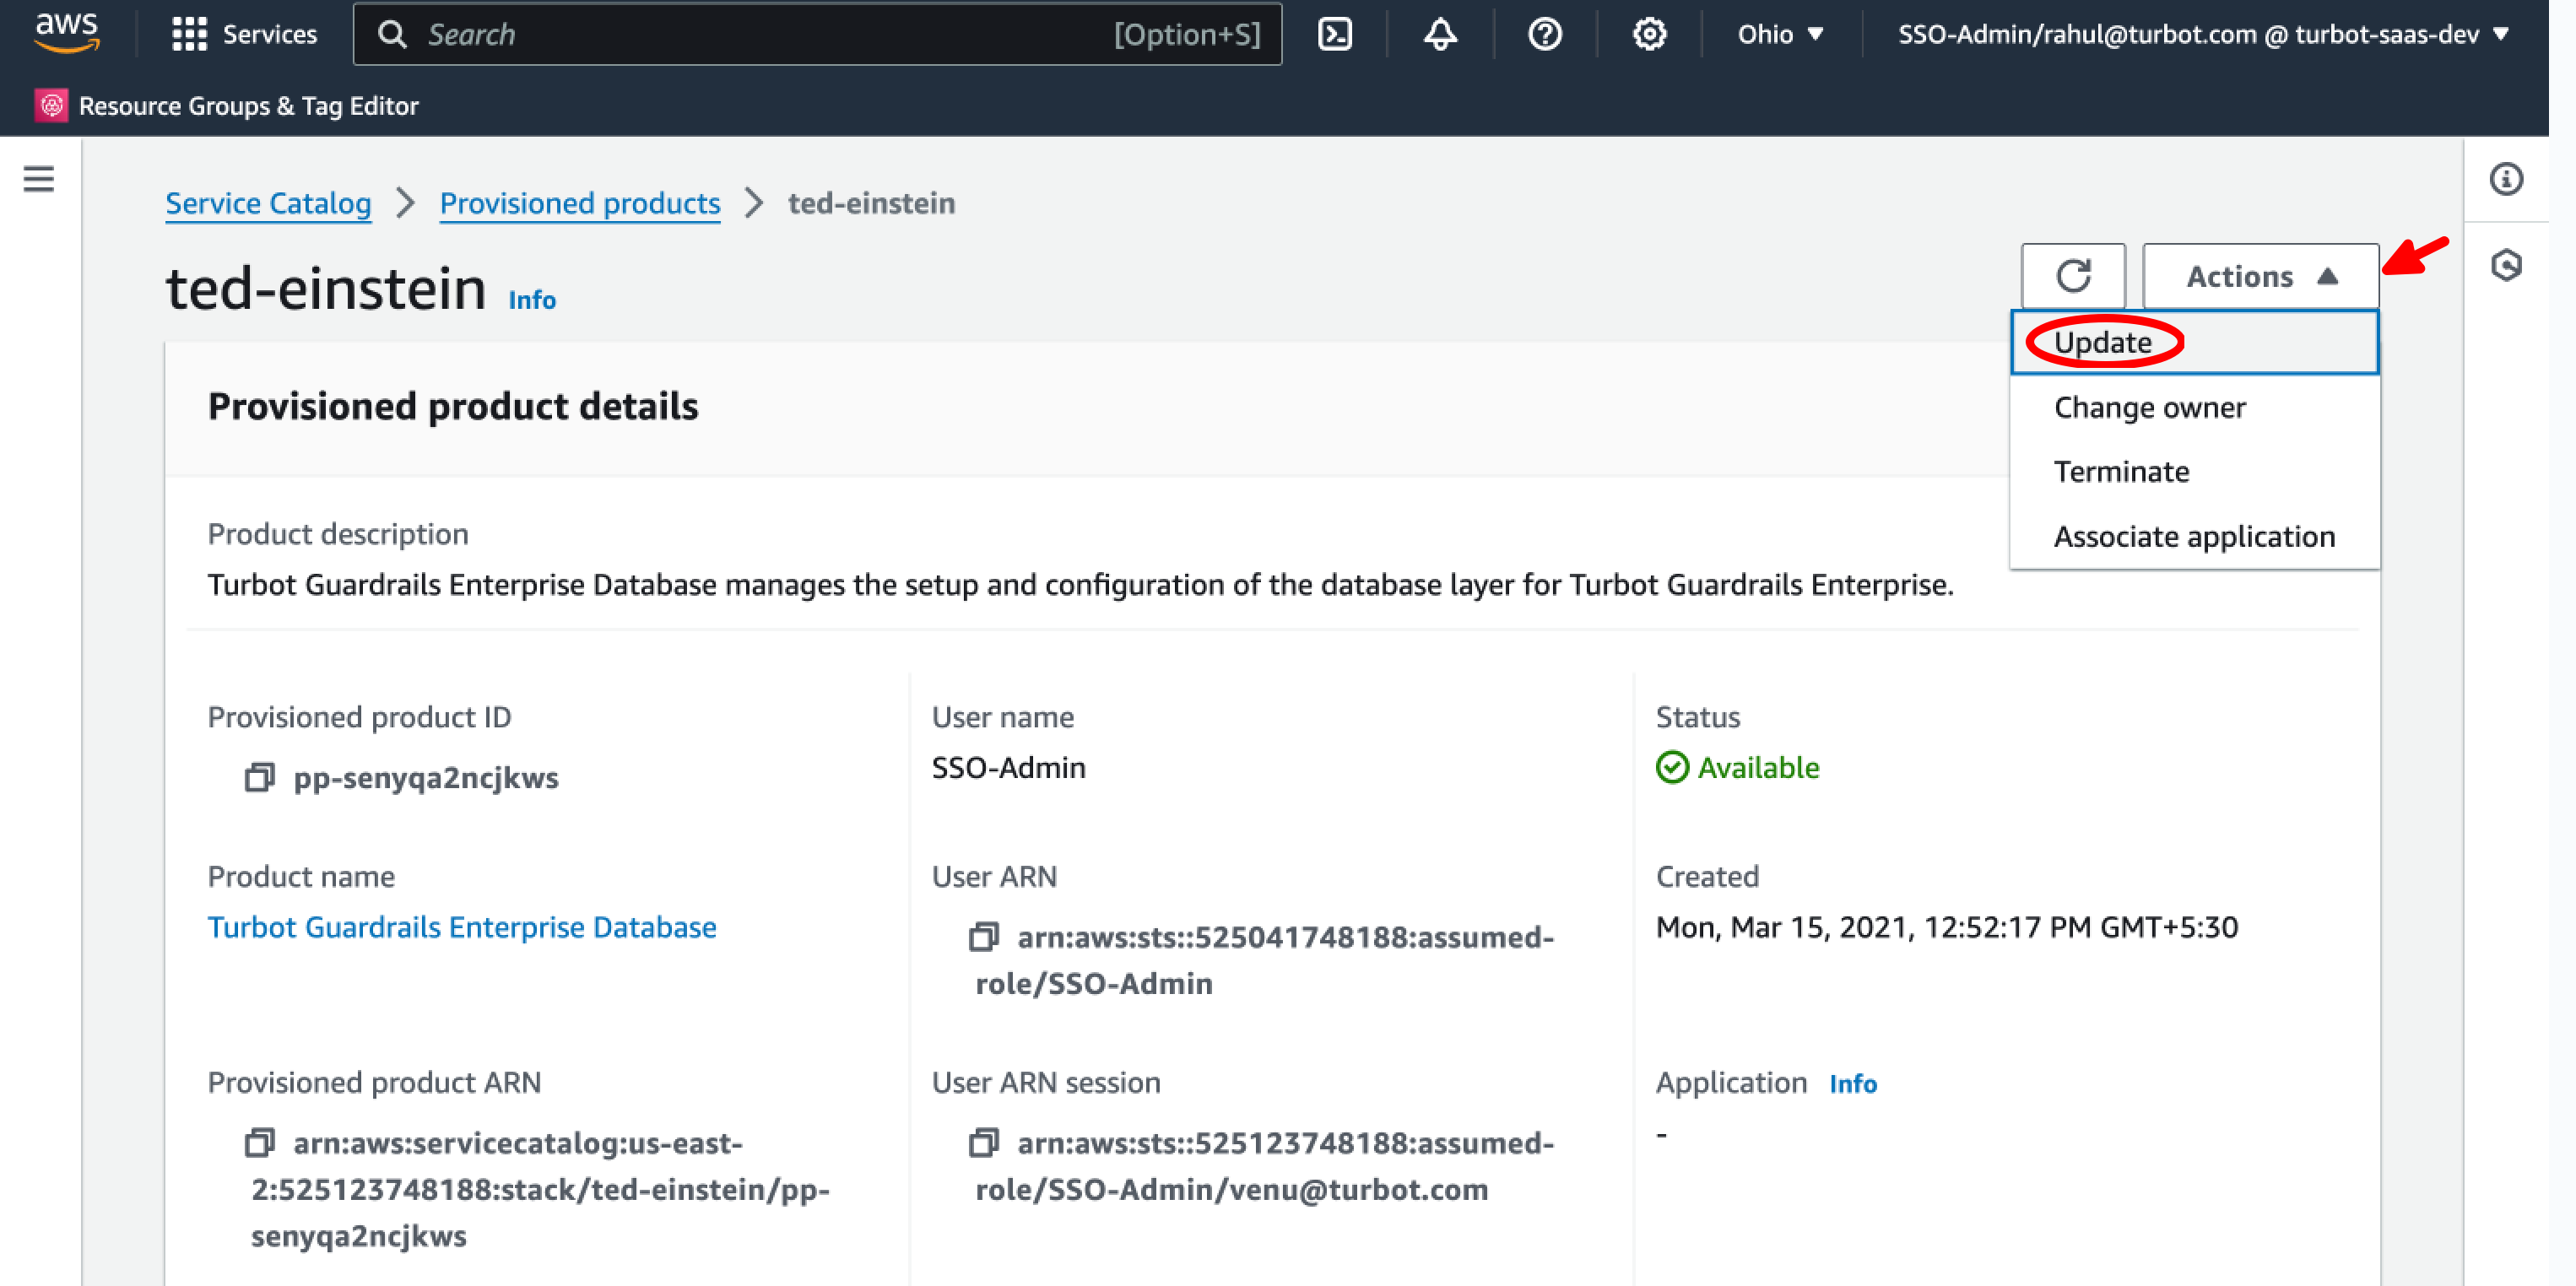 aws
Services
Search [Option+S]
Ohio
SSO-Admin/rahul@turbot.com @ turbot-saas-dev
Resource Groups & Tag Editor
Service Catalog > Provisioned products > ted-einstein
ted-einstein Info
Actions
Update
Change owner
Terminate
Associate application
Provisioned product details
Product description
Turbot Guardrails Enterprise Database manages the setup and configuration of the database layer for Turbot Guardrails Enterprise.
Provisioned product ID
pp-senyqa2ncjkws
User name
SSO-Admin
Status
Available
Product name
Turbot Guardrails Enterprise Database
User ARN
arn:aws:sts::525041748188:assumed-
role/SSO-Admin
Created
Mon, Mar 15, 2021, 12:52:17 PM GMT+5:30
Provisioned product ARN
arn:aws:servicecatalog:us-east-
2:525123748188:stack/ted-einstein/pp-
senyqa2ncjkws
User ARN session
arn:aws:sts::525123748188:assumed-
role/SSO-Admin/venu@turbot.com
Application Info
-